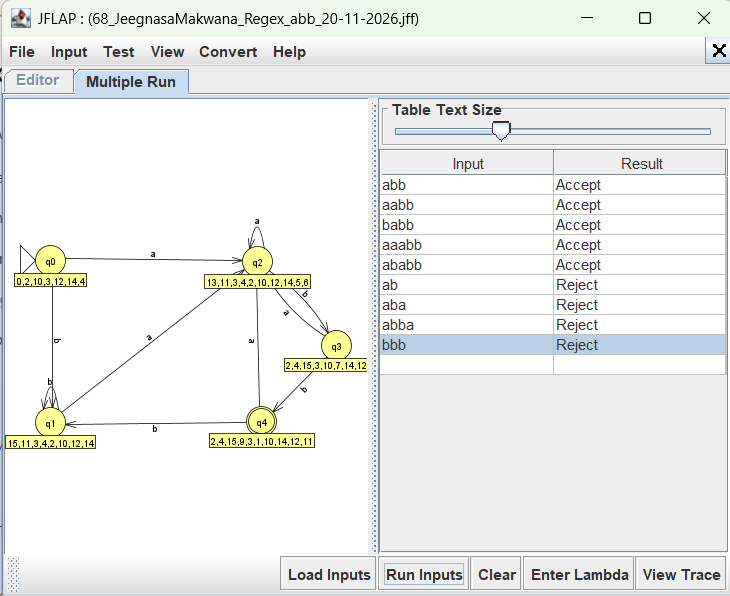 JFLAP : (68_JeegnasaMakwana_Regex_abb_20-11-2026.jff)
File Input Test View Convert Help
Editor Multiple Run
Table Text Size
Input Result
abb Accept
aabb Accept
babb Accept
aaabb Accept
ababb Accept
ab Reject
aba Reject
abba Reject
bbb Reject
a
q0 a q2
0,2,10,3,12,14,4 13,11,3,4,2,10,12,14,5,6
b
a
b a a q3
2,4,15,3,10,7,14,12
b b
q1 b q4
15,11,3,4,2,10,12,14 2,4,15,9,3,1,10,14,12,11
Load Inputs Run Inputs Clear Enter Lambda View Trace